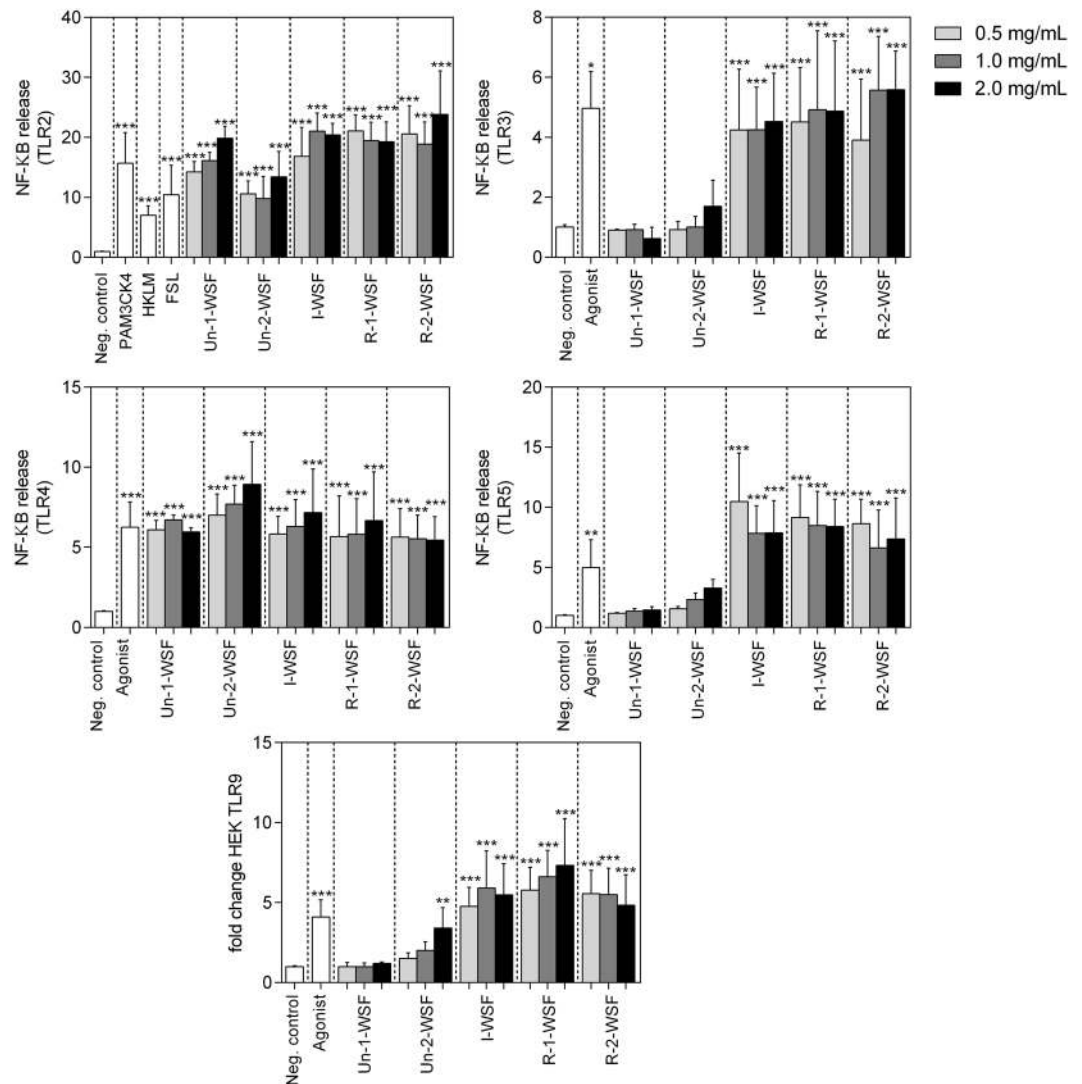 0.5 mg/mL
1.0 mg/mL
2.0 mg/mL
NF-κB release
(TLR2)
40
30
20
10
0
*** *** *** *** *** *** *** *** *** *** *** *** *** *** *** *** *** ***
Neg. control
PAM3CK4
HKLM
FSL
Un-1-WSF
Un-2-WSF
I-WSF
R-1-WSF
R-2-WSF
NF-κB release
(TLR3)
8
6
4
2
0
* *** *** *** *** *** *** *** *** ***
Neg. control
Agonist
Un-1-WSF
Un-2-WSF
I-WSF
R-1-WSF
R-2-WSF
NF-κB release
(TLR4)
15
10
5
0
*** *** *** *** *** *** *** *** *** *** *** *** *** *** *** ***
Neg. control
Agonist
Un-1-WSF
Un-2-WSF
I-WSF
R-1-WSF
R-2-WSF
NF-κB release
(TLR5)
20
15
10
5
0
** *** *** *** *** *** *** *** *** ***
Neg. control
Agonist
Un-1-WSF
Un-2-WSF
I-WSF
R-1-WSF
R-2-WSF
fold change HEK TLR9
15
10
5
0
*** ** *** *** *** *** *** *** *** *** ***
Neg. control
Agonist
Un-1-WSF
Un-2-WSF
I-WSF
R-1-WSF
R-2-WSF